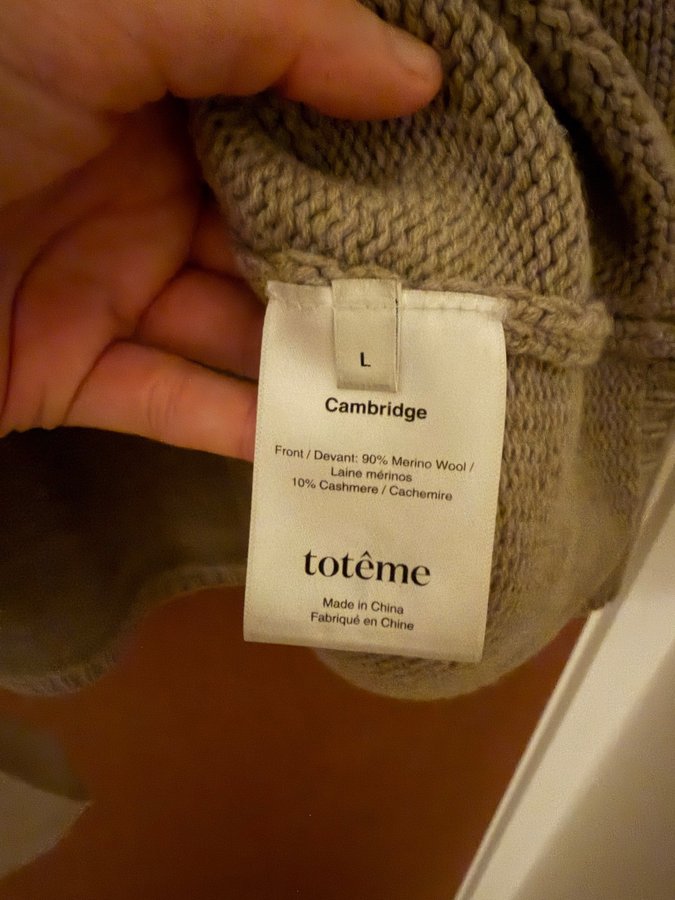 L
Cambridge
Front / Devant: 90% Merino Wool /
Laine mérinos
10% Cashmere / Cachemire
totême
Made in China
Fabriqué en Chine